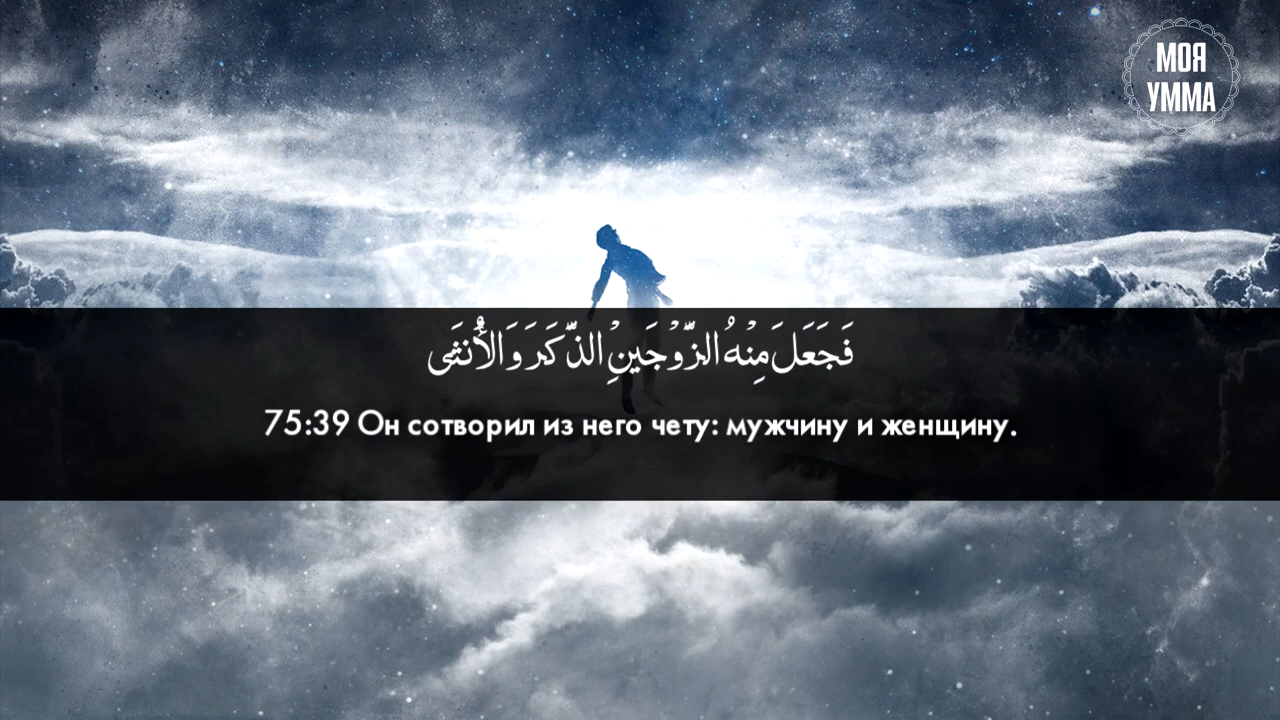 МОЯ
УММА
فَجَعَلَ مِنْهُ الزَّوْجَيْنِ الذَّكَرَ وَالْأُنثَى
75:39 Он сотворил из него чету: мужчину и женщину.